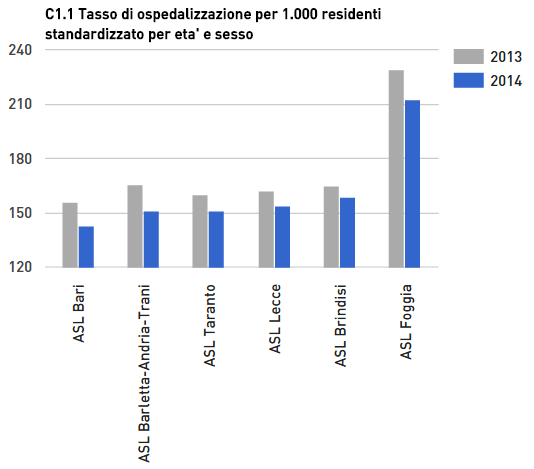 C1.1 Tasso di ospedalizzazione per 1.000 residenti
standardizzato per eta' e sesso
240
210
180
150
120
2013
2014
ASL Bari
ASL Barletta-Andria-Trani
ASL Taranto
ASL Lecce
ASL Brindisi
ASL Foggia